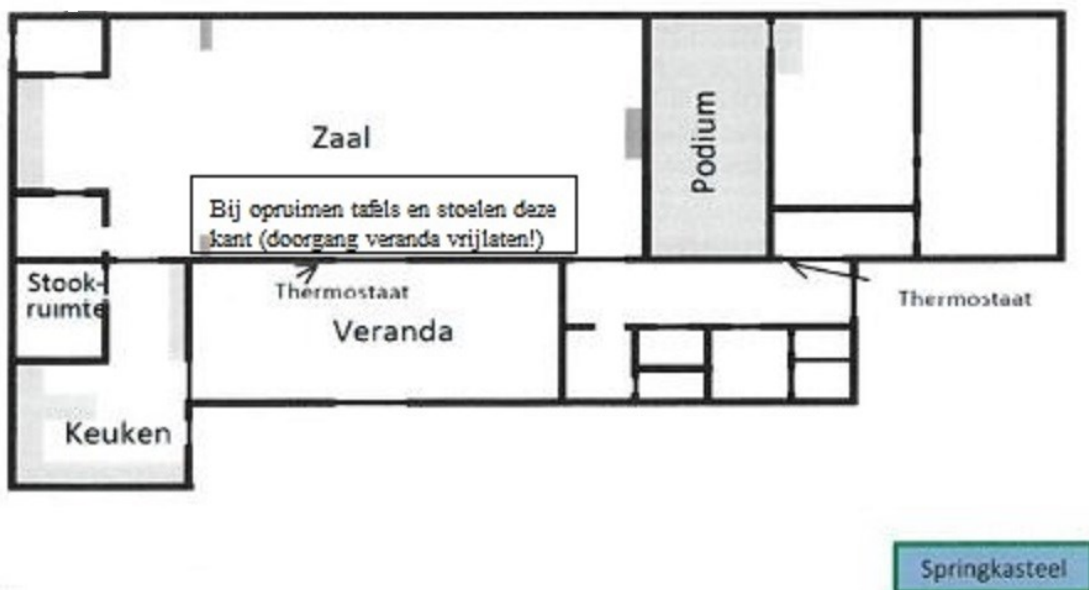 Zaal
Podium
Bij opruimen tafels en stoelen deze
kant (doorgang veranda vrijlaten!)
Stook-
ruimte
Thermostaat
Thermostaat
Veranda
Keuken
Springkasteel